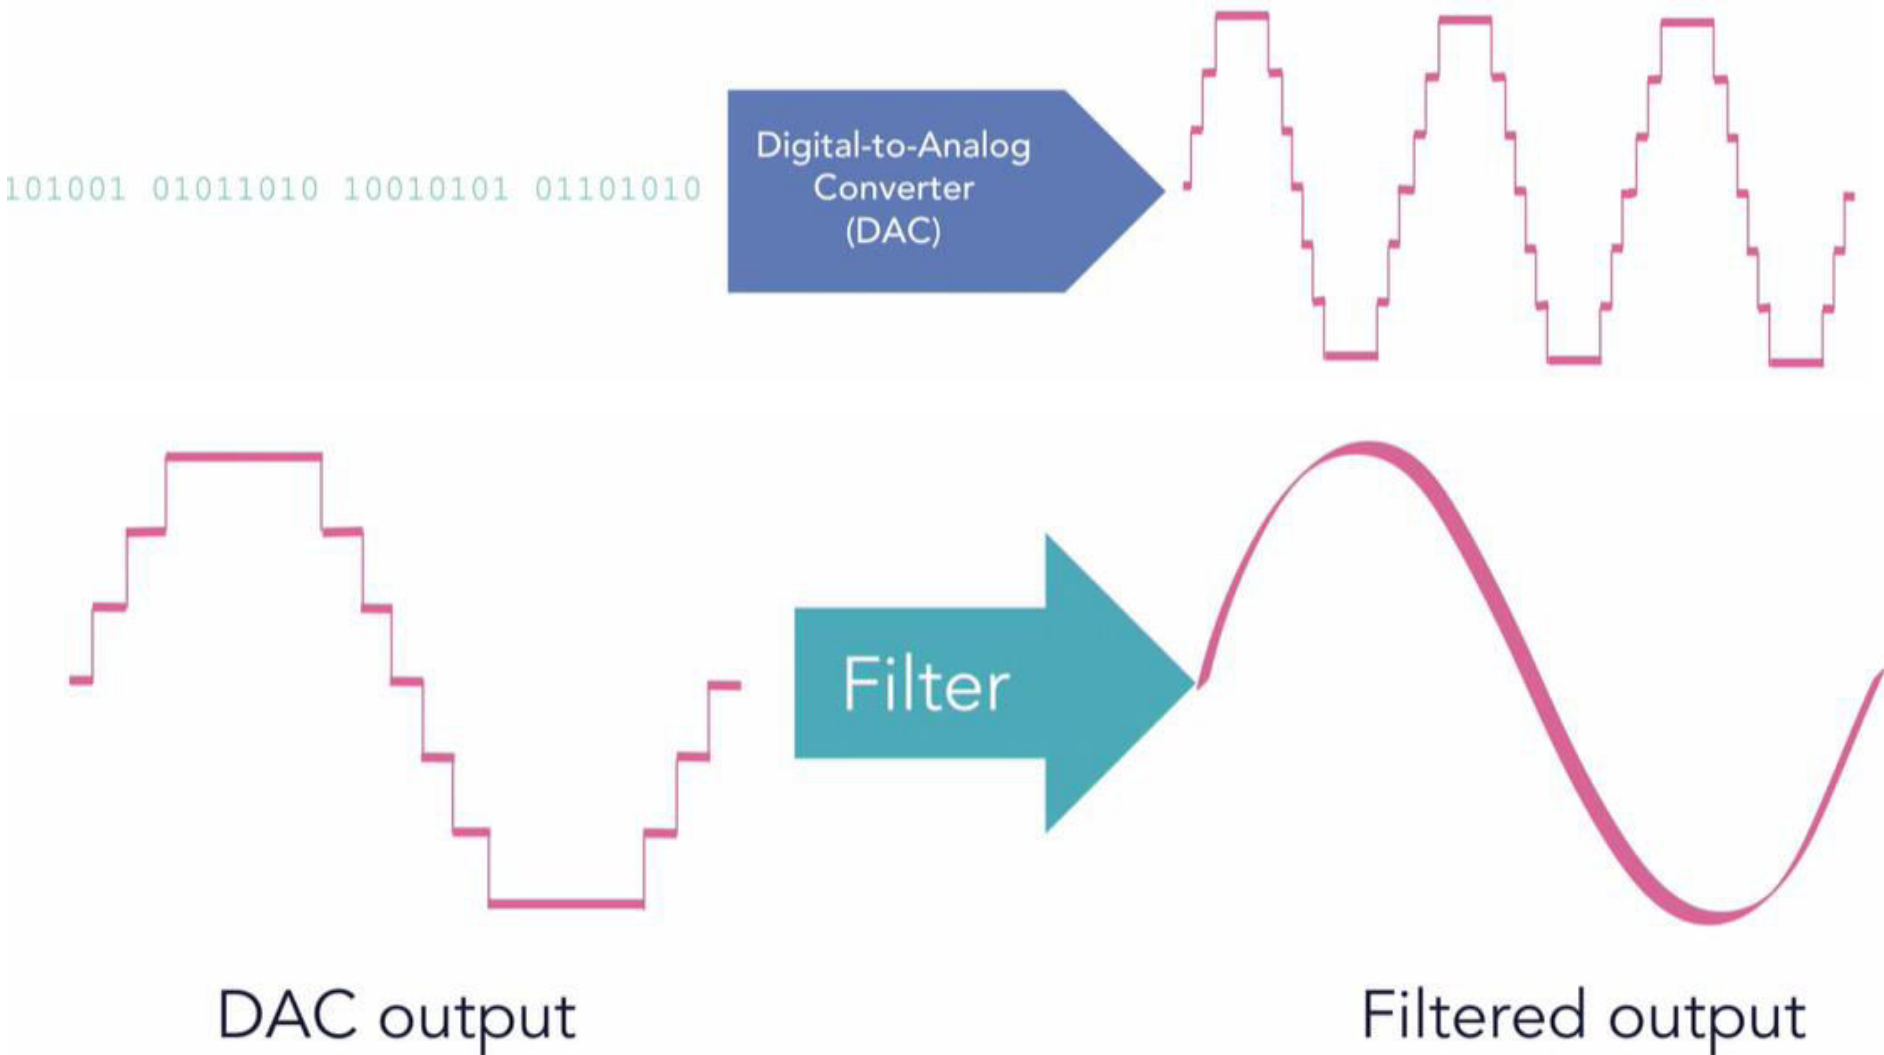 101001 01011010 10010101 01101010
Digital-to-Analog
Converter
(DAC)
Filter
DAC output
Filtered output